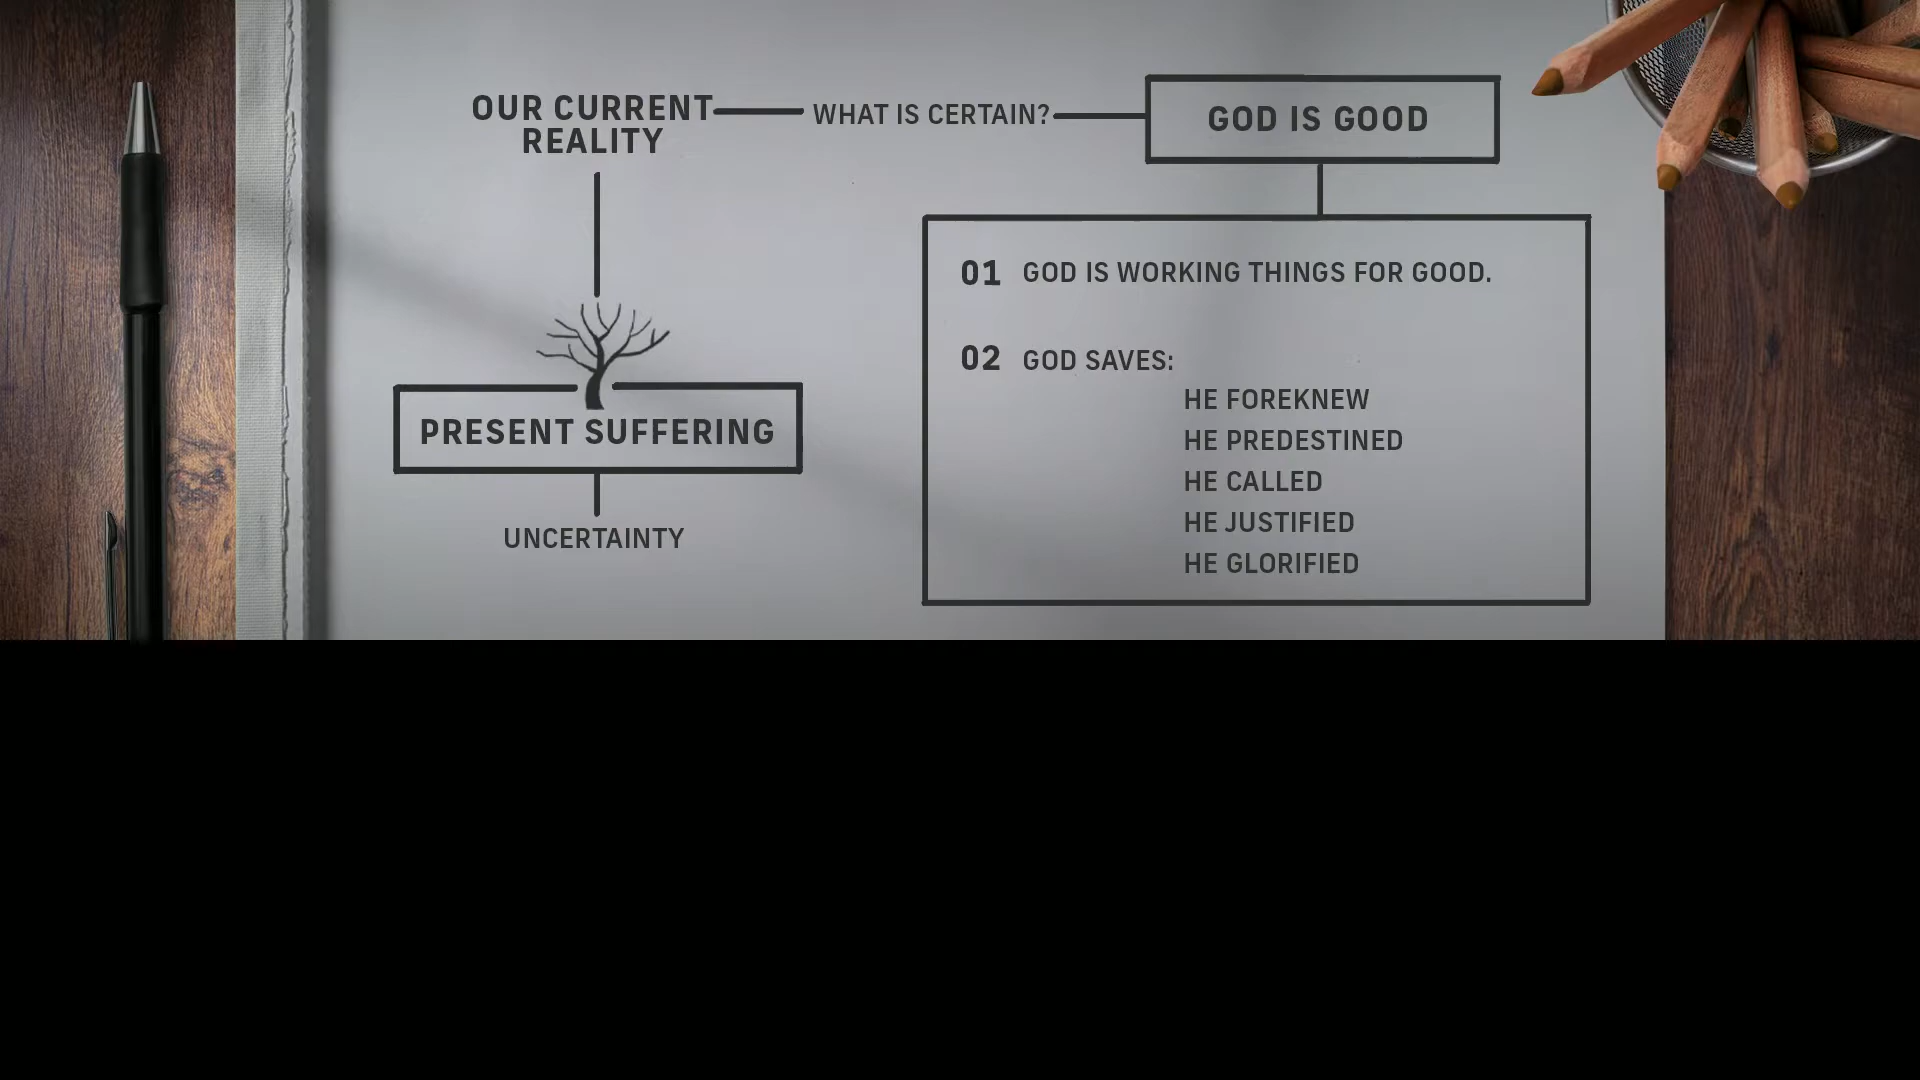 OUR CURRENT
REALITY
WHAT IS CERTAIN?
GOD IS GOOD
PRESENT SUFFERING
UNCERTAINTY
01 GOD IS WORKING THINGS FOR GOOD.
02 GOD SAVES:
HE FOREKNEW
HE PREDESTINED
HE CALLED
HE JUSTIFIED
HE GLORIFIED